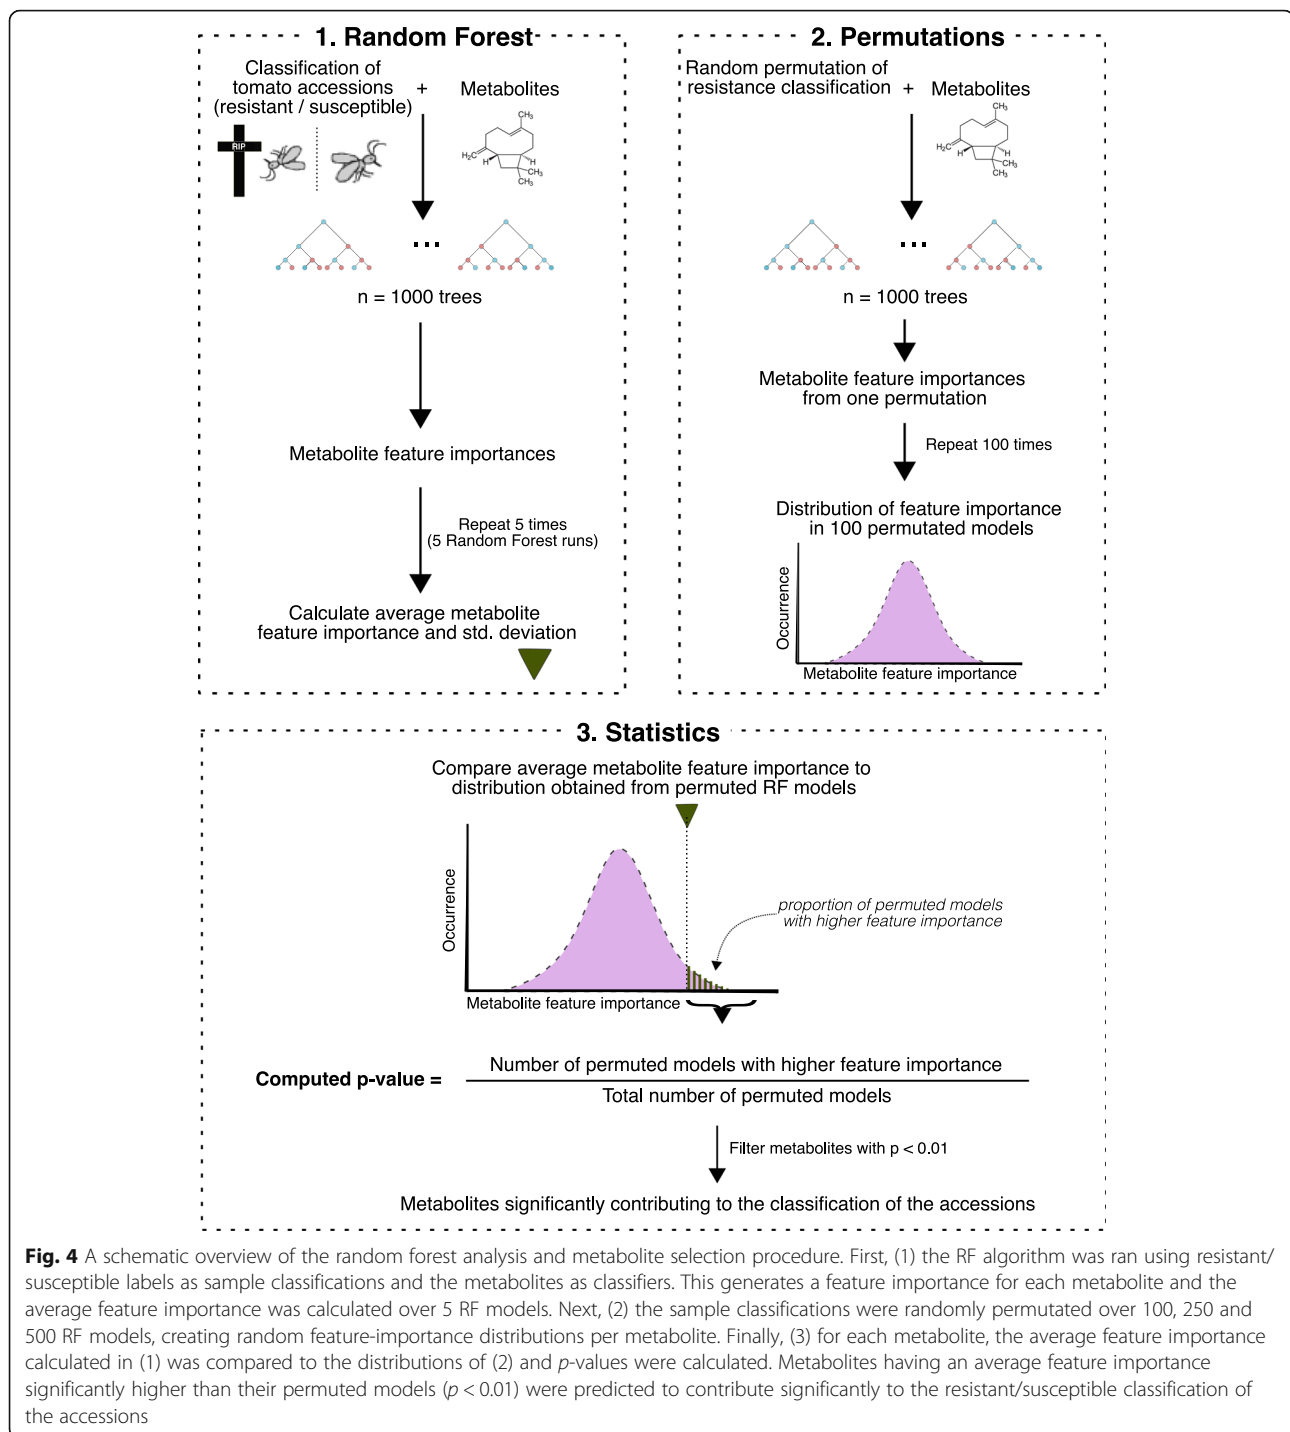 1. Random Forest
Classification of
tomato accessions
(resistant / susceptible)
+
Metabolites
RIP
CH₃
H₂C
H
H
CH₃
CH₃
...
n = 1000 trees
Metabolite feature importances
Repeat 5 times
(5 Random Forest runs)
Calculate average metabolite
feature importance and std. deviation
2. Permutations
Random permutation of
resistance classification
+
Metabolites
CH₃
H₂C
H
H
CH₃
CH₃
...
n = 1000 trees
Metabolite feature importances
from one permutation
Repeat 100 times
Distribution of feature importance
in 100 permutated models
Occurrence
Metabolite feature importance
3. Statistics
Compare average metabolite feature importance to
distribution obtained from permuted RF models
Occurrence
proportion of permuted models
with higher feature importance
Metabolite feature importance
Computed p-value =
Number of permuted models with higher feature importance
Total number of permuted models
Filter metabolites with p < 0.01
Metabolites significantly contributing to the classification of the accessions
Fig. 4 A schematic overview of the random forest analysis and metabolite selection procedure. First, (1) the RF algorithm was ran using resistant/
susceptible labels as sample classifications and the metabolites as classifiers. This generates a feature importance for each metabolite and the
average feature importance was calculated over 5 RF models. Next, (2) the sample classifications were randomly permutated over 100, 250 and
500 RF models, creating random feature-importance distributions per metabolite. Finally, (3) for each metabolite, the average feature importance
calculated in (1) was compared to the distributions of (2) and p-values were calculated. Metabolites having an average feature importance
significantly higher than their permuted models (p < 0.01) were predicted to contribute significantly to the resistant/susceptible classification of
the accessions